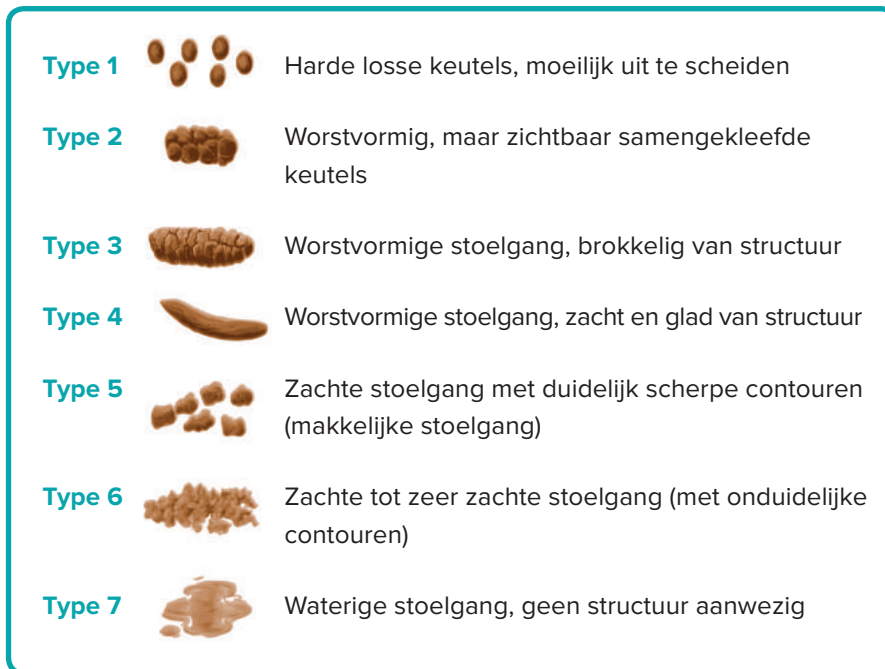 Type 1 Harde losse keutels, moeilijk uit te scheiden
Type 2 Worstvormig, maar zichtbaar samengekleefde
keutels
Type 3 Worstvormige stoelgang, brokkelig van structuur
Type 4 Worstvormige stoelgang, zacht en glad van structuur
Type 5 Zachte stoelgang met duidelijk scherpe contouren
(makkelijke stoelgang)
Type 6 Zachte tot zeer zachte stoelgang (met onduidelijke
contouren)
Type 7 Waterige stoelgang, geen structuur aanwezig